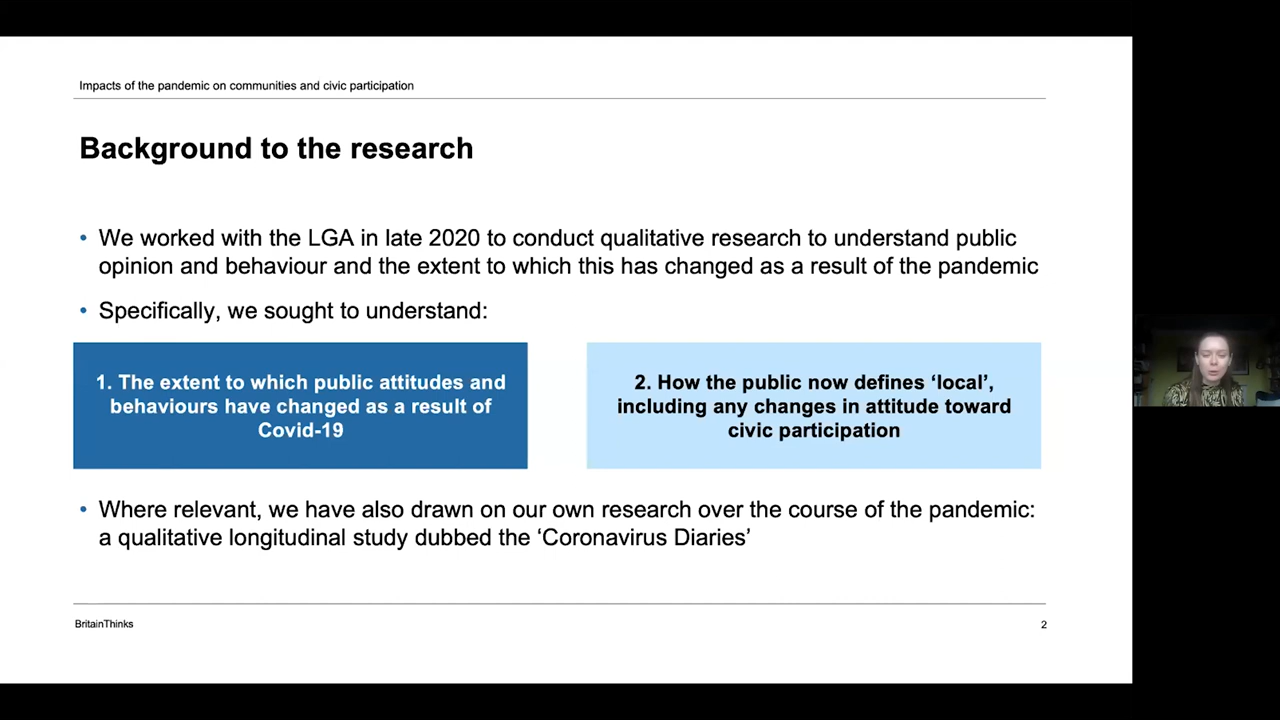 Impacts of the pandemic on communities and civic participation
Background to the research
• We worked with the LGA in late 2020 to conduct qualitative research to understand public
opinion and behaviour and the extent to which this has changed as a result of the pandemic
• Specifically, we sought to understand:
1. The extent to which public attitudes and
behaviours have changed as a result of
Covid-19
2. How the public now defines ‘local’,
including any changes in attitude toward
civic participation
• Where relevant, we have also drawn on our own research over the course of the pandemic:
a qualitative longitudinal study dubbed the ‘Coronavirus Diaries’
BritainThinks
2